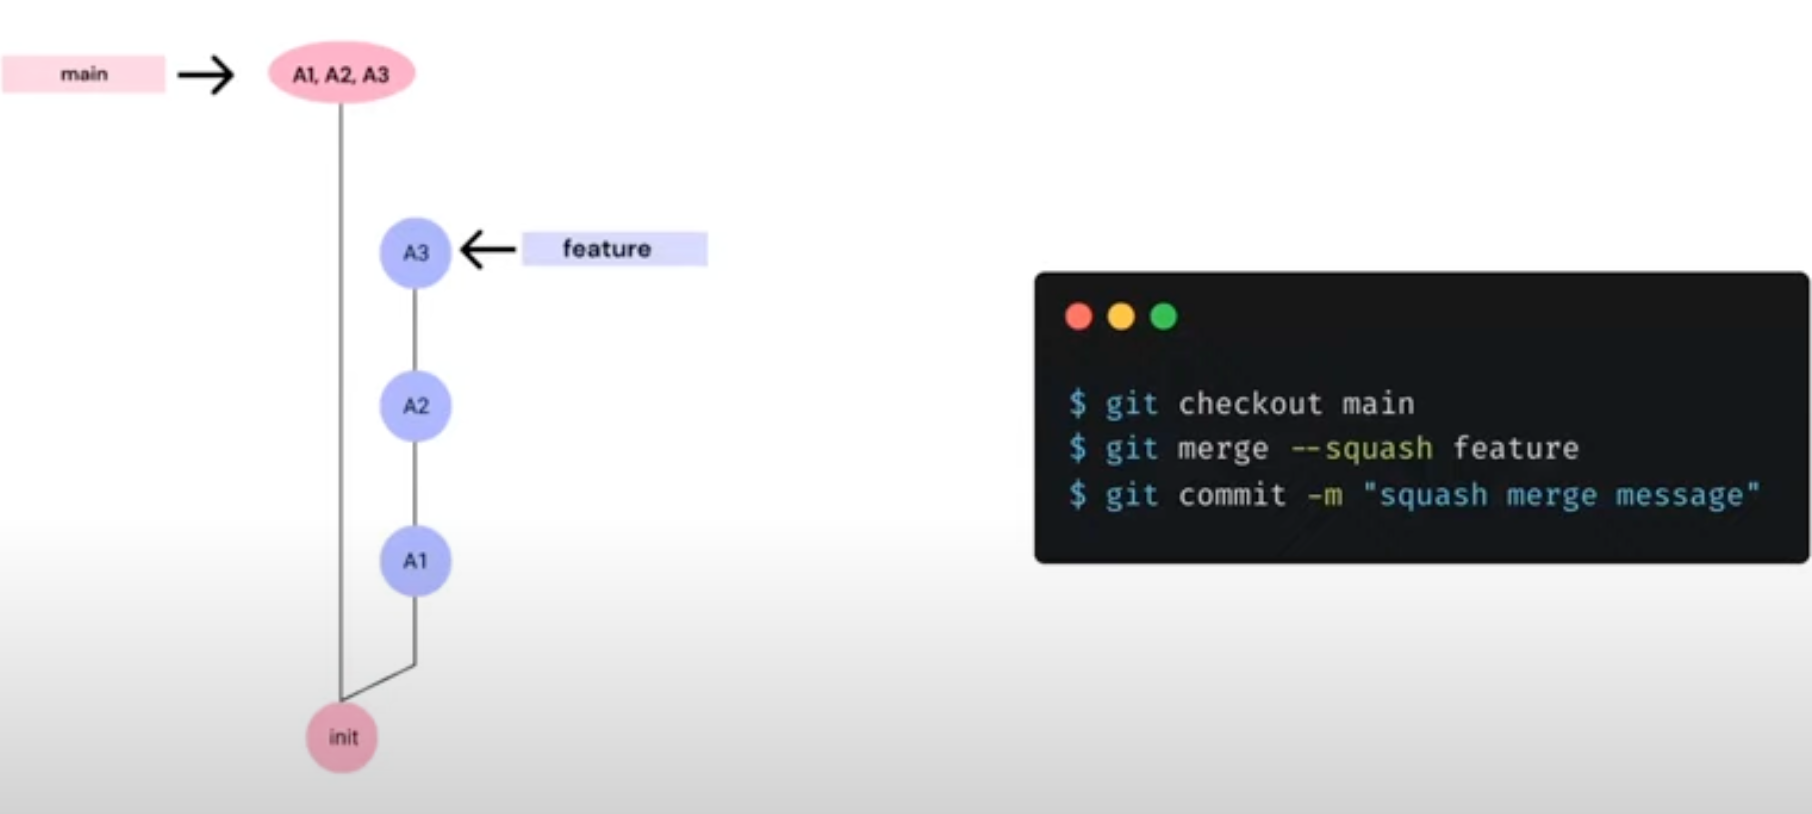 main
A1, A2, A3
A3
feature
A2
A1
init
$ git checkout main
$ git merge --squash feature
$ git commit -m "squash merge message"